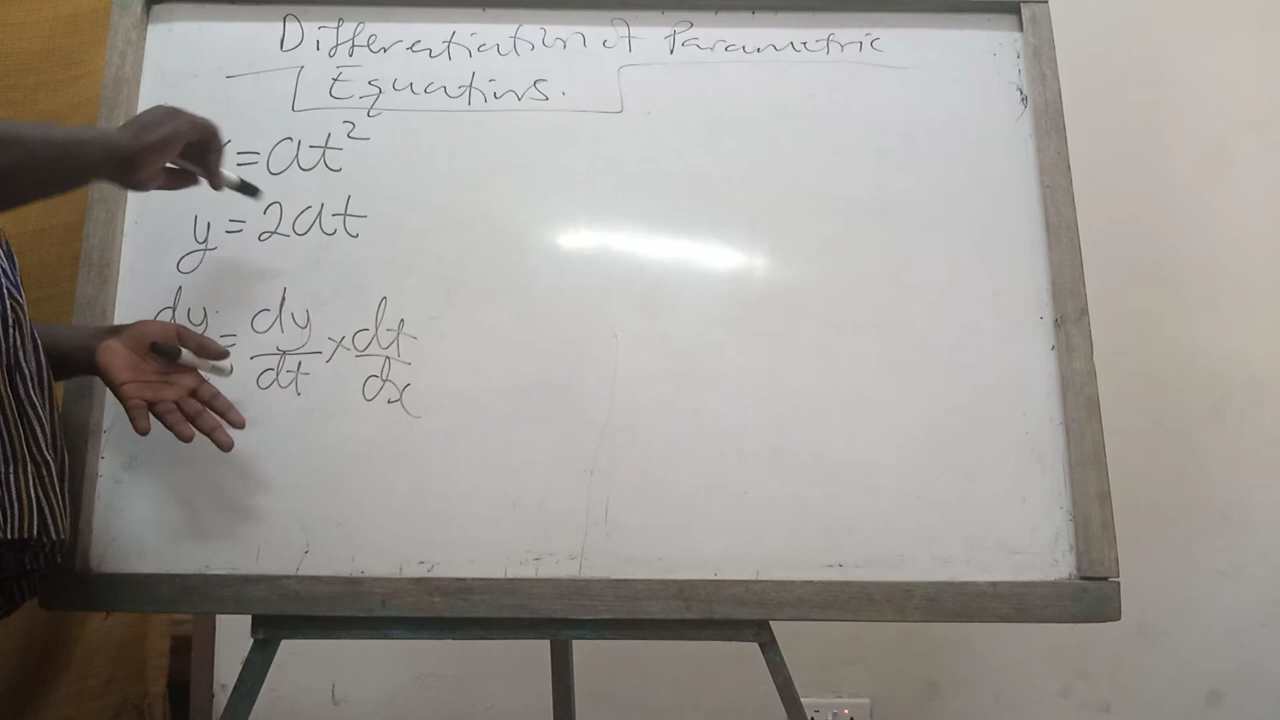 Differentiation of Parametric
Equations.
= at²
y = 2at
dy = dy/dt × dt/dx